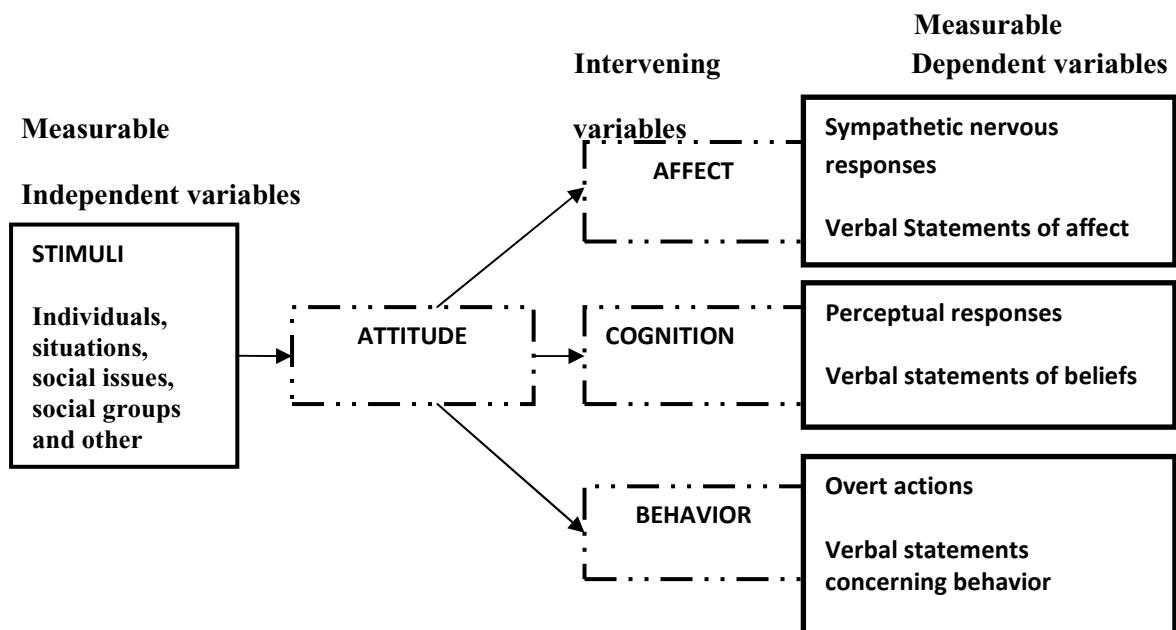 Measurable
Independent variables
STIMULI
Individuals,
situations,
social issues,
social groups
and other
ATTITUDE
Intervening
variables
AFFECT
COGNITION
BEHAVIOR
Measurable
Dependent variables
Sympathetic nervous
responses
Verbal Statements of affect
Perceptual responses
Verbal statements of beliefs
Overt actions
Verbal statements
concerning behavior